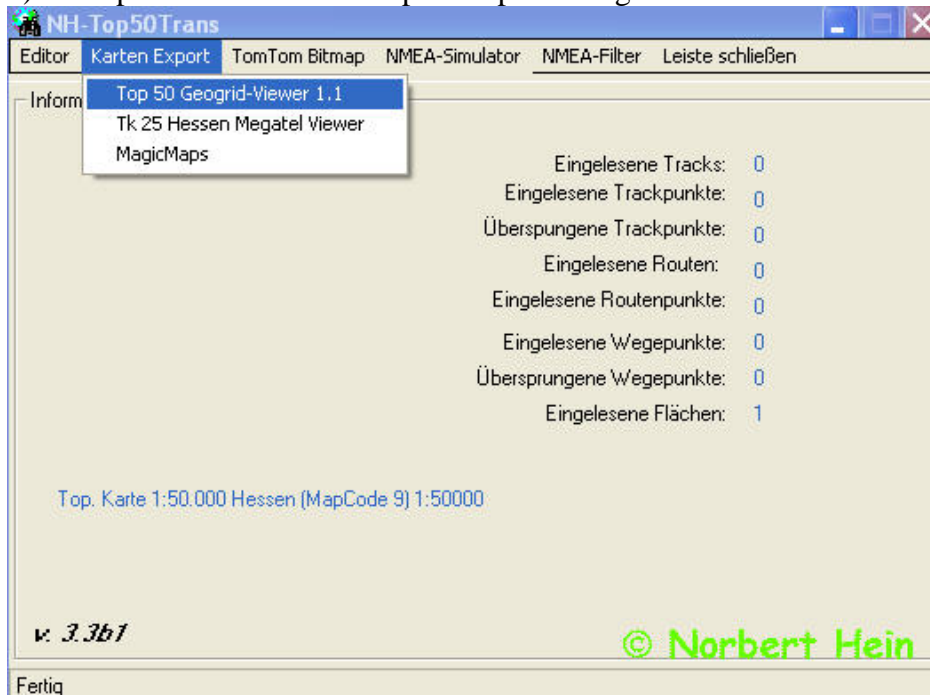 NH-Top50Trans
Editor Karten Export TomTom Bitmap NMEA-Simulator NMEA-Filter Leiste schließen
Inform
Top 50 Geogrid-Viewer 1.1
Tk 25 Hessen Megatel Viewer
MagicMaps
Eingelesene Tracks: 0
Eingelesene Trackpunkte: 0
Überspungene Trackpunkte: 0
Eingelesene Routen: 0
Eingelesene Routenpunkte: 0
Eingelesene Wegepunkte: 0
Übersprungene Wegepunkte: 0
Eingelesene Flächen: 1
Top. Karte 1:50.000 Hessen (MapCode 9) 1:50000
v. 3.3b1
© Norbert Hein
Fertig